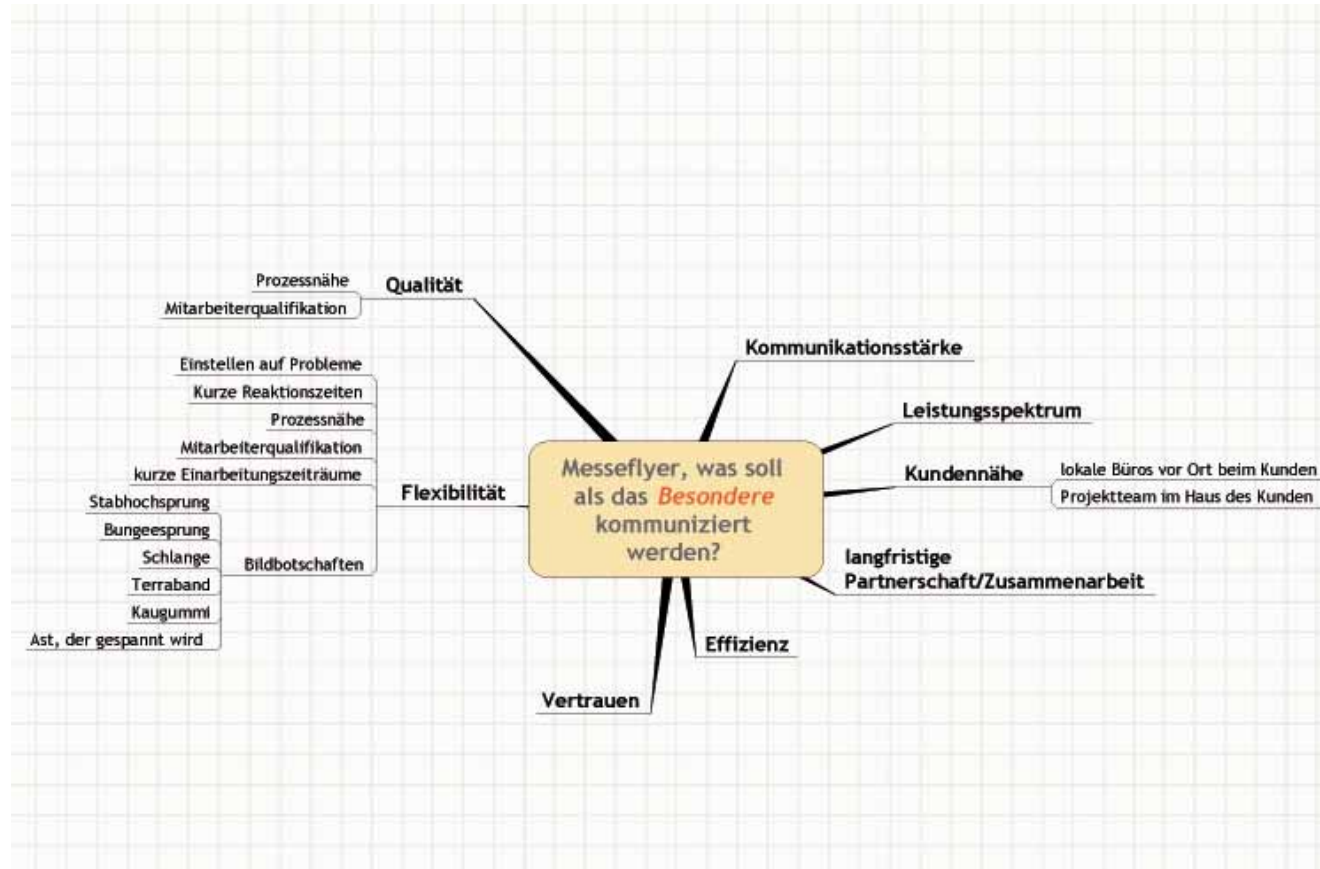 Prozessnähe
Mitarbeiterqualifikation
Qualität
Einstellen auf Probleme
Kurze Reaktionszeiten
Prozessnähe
Mitarbeiterqualifikation
kurze Einarbeitungszeiträume
Stabhochsprung
Bungeesprung
Schlange
Terraband
Kaugummi
Ast, der gespannt wird
Bildbotschaften
Flexibilität
Messeflyer, was soll
als das Besondere
kommuniziert
werden?
Kommunikationsstärke
Leistungsspektrum
Kundennähe
lokale Büros vor Ort beim Kunden
Projektteam im Haus des Kunden
langfristige
Partnerschaft/Zusammenarbeit
Effizienz
Vertrauen